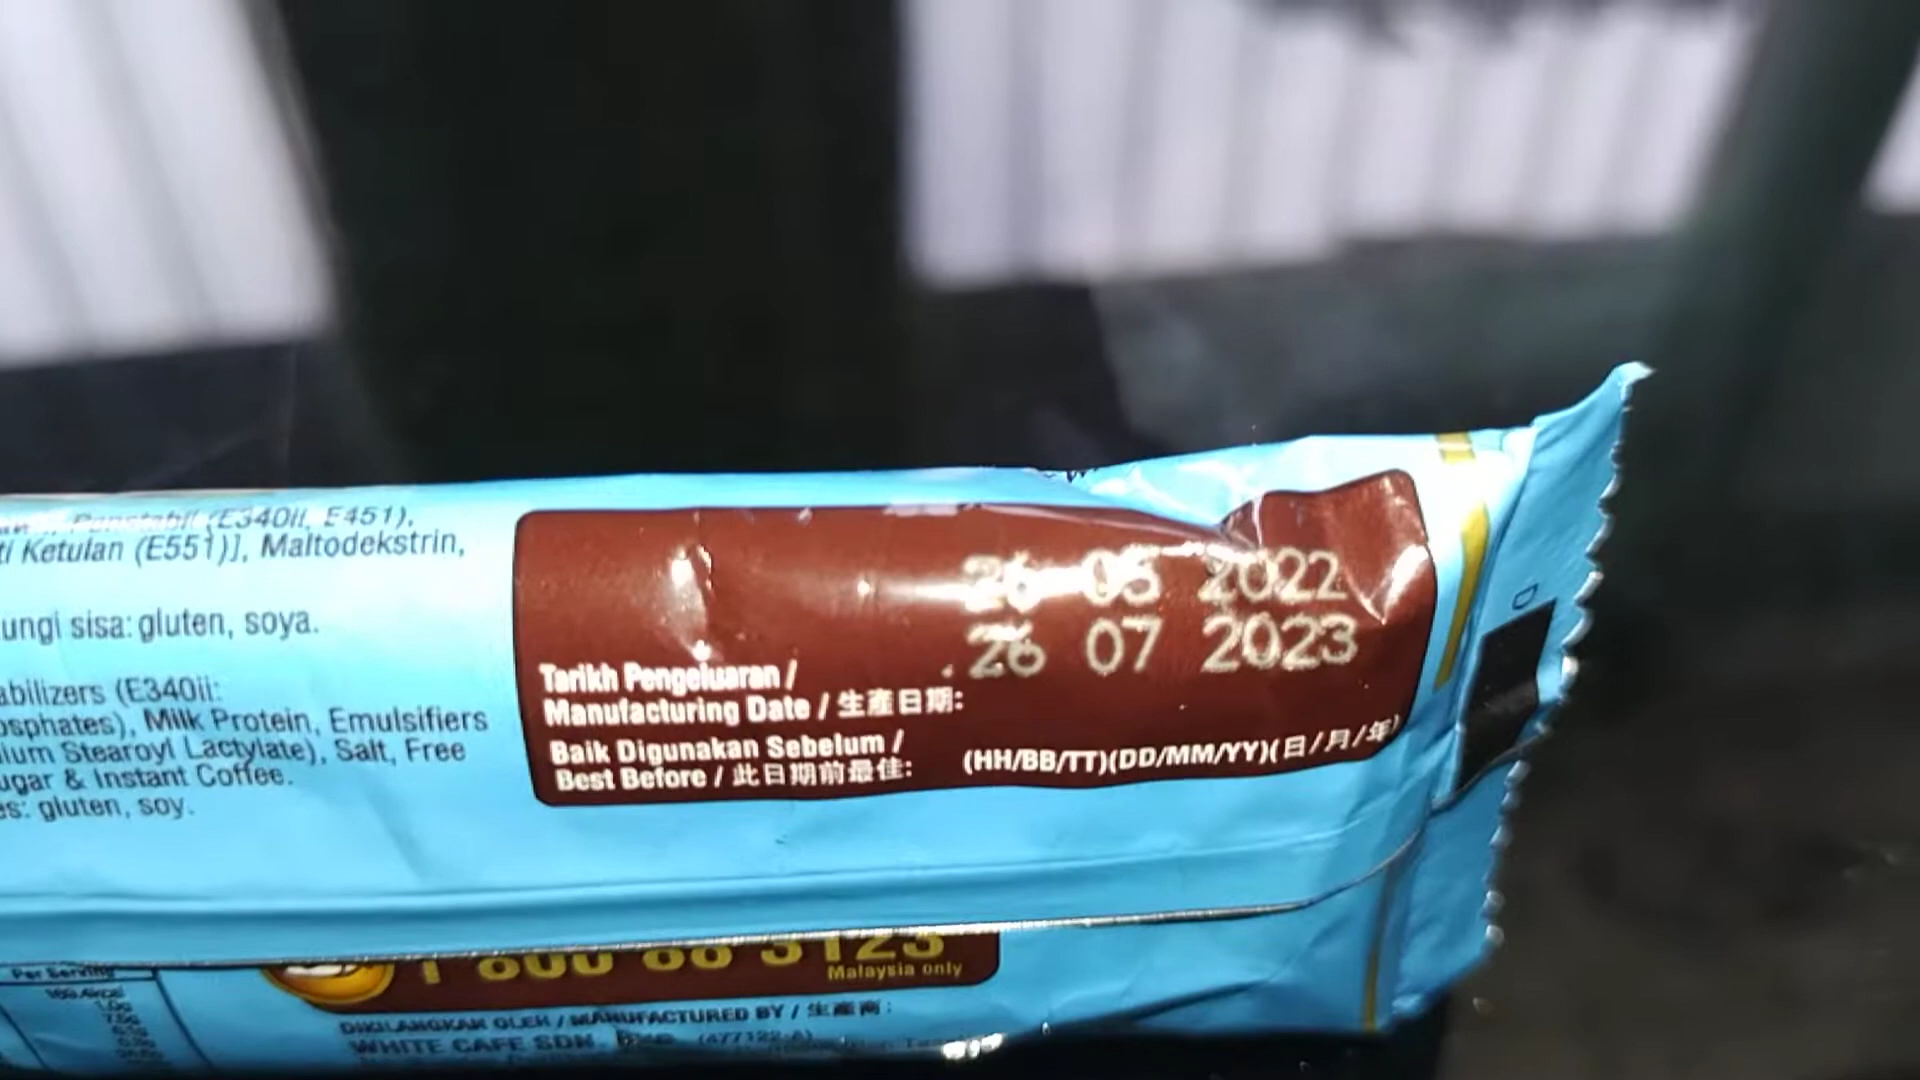 (E340ii, E451),
ti Ketulan (E551)], Maltodekstrin,
ungi sisa: gluten, soya.
abilizers (E340ii:
osphates), Milk Protein, Emulsifiers
ium Stearoyl Lactylate), Salt, Free
ugar & Instant Coffee.
es: gluten, soy.
26 05 2022
26 07 2023
Tarikh Pengeluaran /
Manufacturing Date / 生產日期:
Baik Digunakan Sebelum /
Best Before / 此日期前最佳:
(HH/BB/TT)(DD/MM/YY)(日/月/年)
1 800 88 3123
Malaysia only
Per Serving
DIKILANGKAN OLEH / MANUFACTURED BY / 生產商:
WHITE CAFE SDN. BHD. (477122-A)